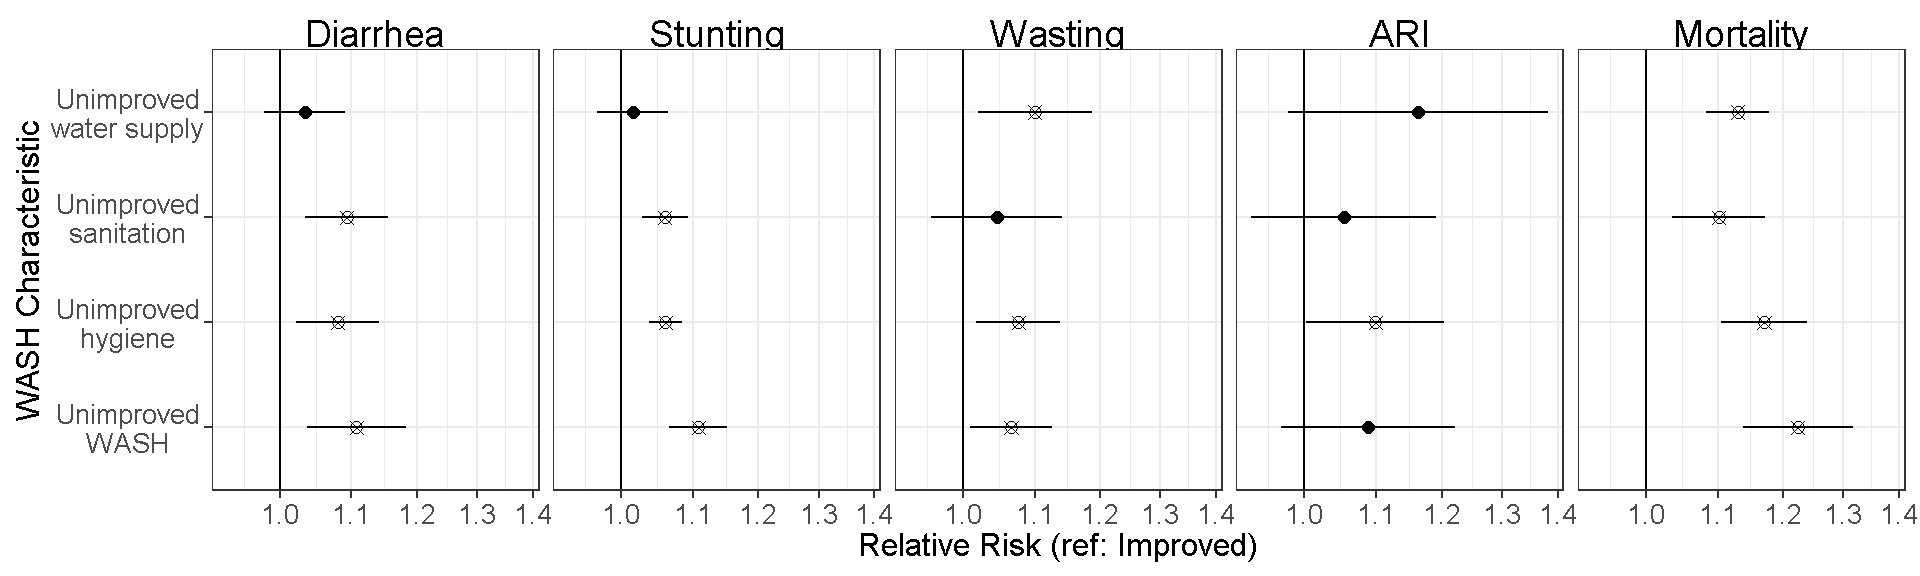 Diarrhea Stunting Wasting ARI Mortality
WASH Characteristic
Unimproved
water supply
Unimproved
sanitation
Unimproved
hygiene
Unimproved
WASH
1.0 1.1 1.2 1.3 1.4 1.0 1.1 1.2 1.3 1.4 1.0 1.1 1.2 1.3 1.4 1.0 1.1 1.2 1.3 1.4 1.0 1.1 1.2 1.3 1.4
Relative Risk (ref: Improved)